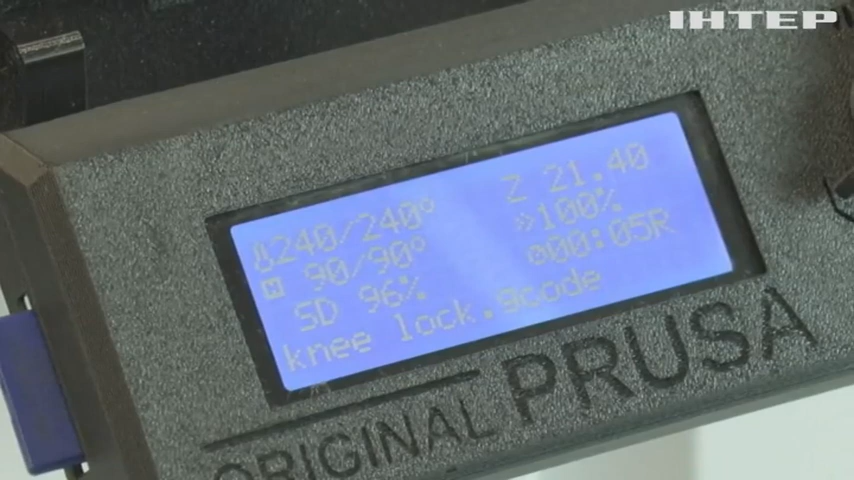 ІНТЕР
240/240° Z 21.40
90/90° 100%
SD 96% 00:05R
knee lock.gcode
ORIGINAL PRUSA